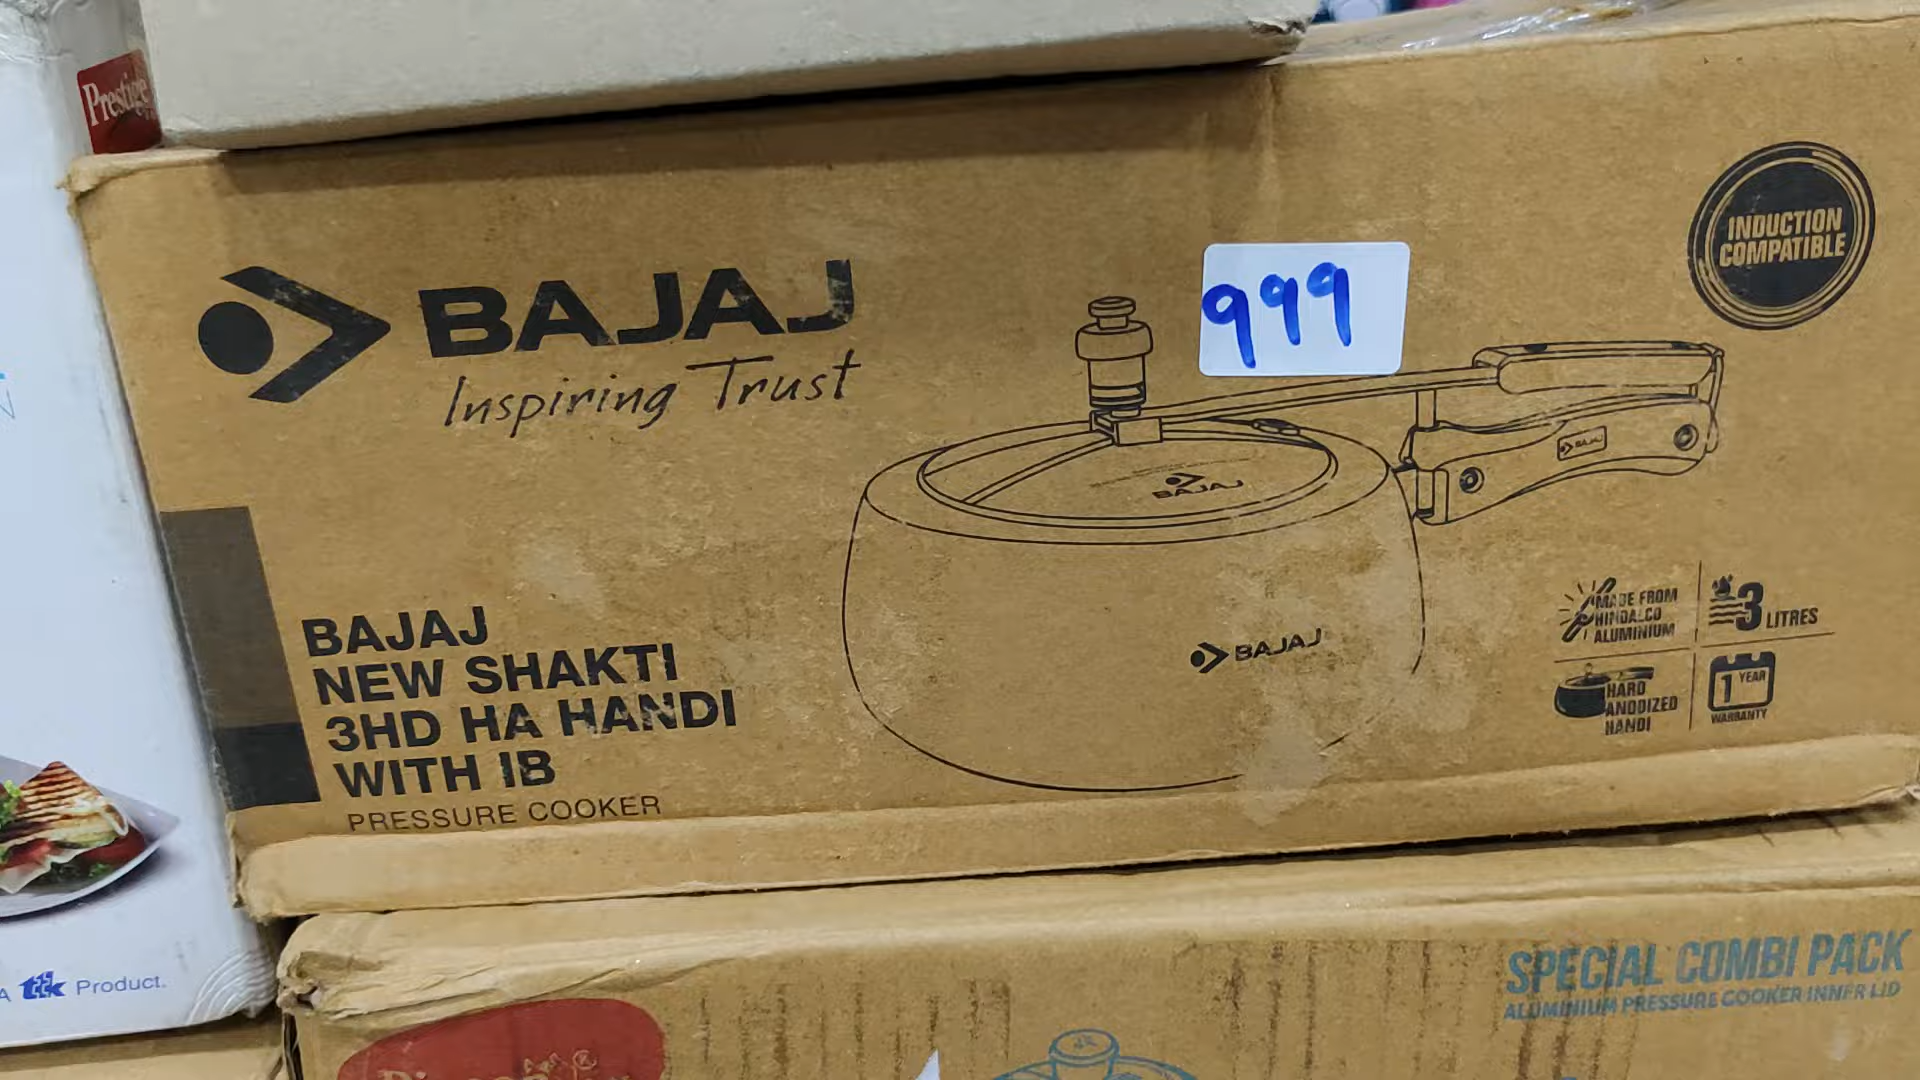 Prestige
BAJAJ
Inspiring Trust
999
INDUCTION
COMPATIBLE
BAJAJ
BAJAJ
BAJAJ
MADE FROM
HINDALCO
ALUMINIUM
3 LITRES
HARD
ANODIZED
HANDI
1 YEAR
WARRANTY
BAJAJ
NEW SHAKTI
3HD HA HANDI
WITH IB
PRESSURE COOKER
A ttk Product.
SPECIAL COMBI PACK
ALUMINIUM PRESSURE COOKER INNER LID